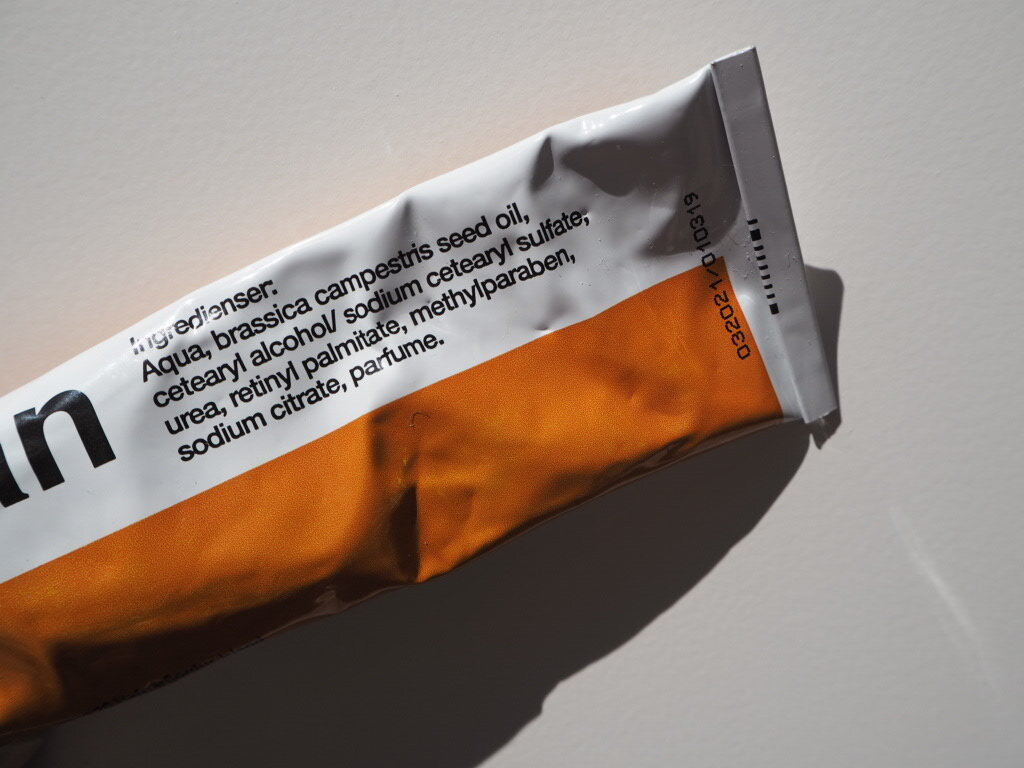 Ingredienser:
Aqua, brassica campestris seed oil,
cetearyl alcohol/ sodium cetearyl sulfate,
urea, retinyl palmitate, methylparaben,
sodium citrate, parfume.
032021/010319